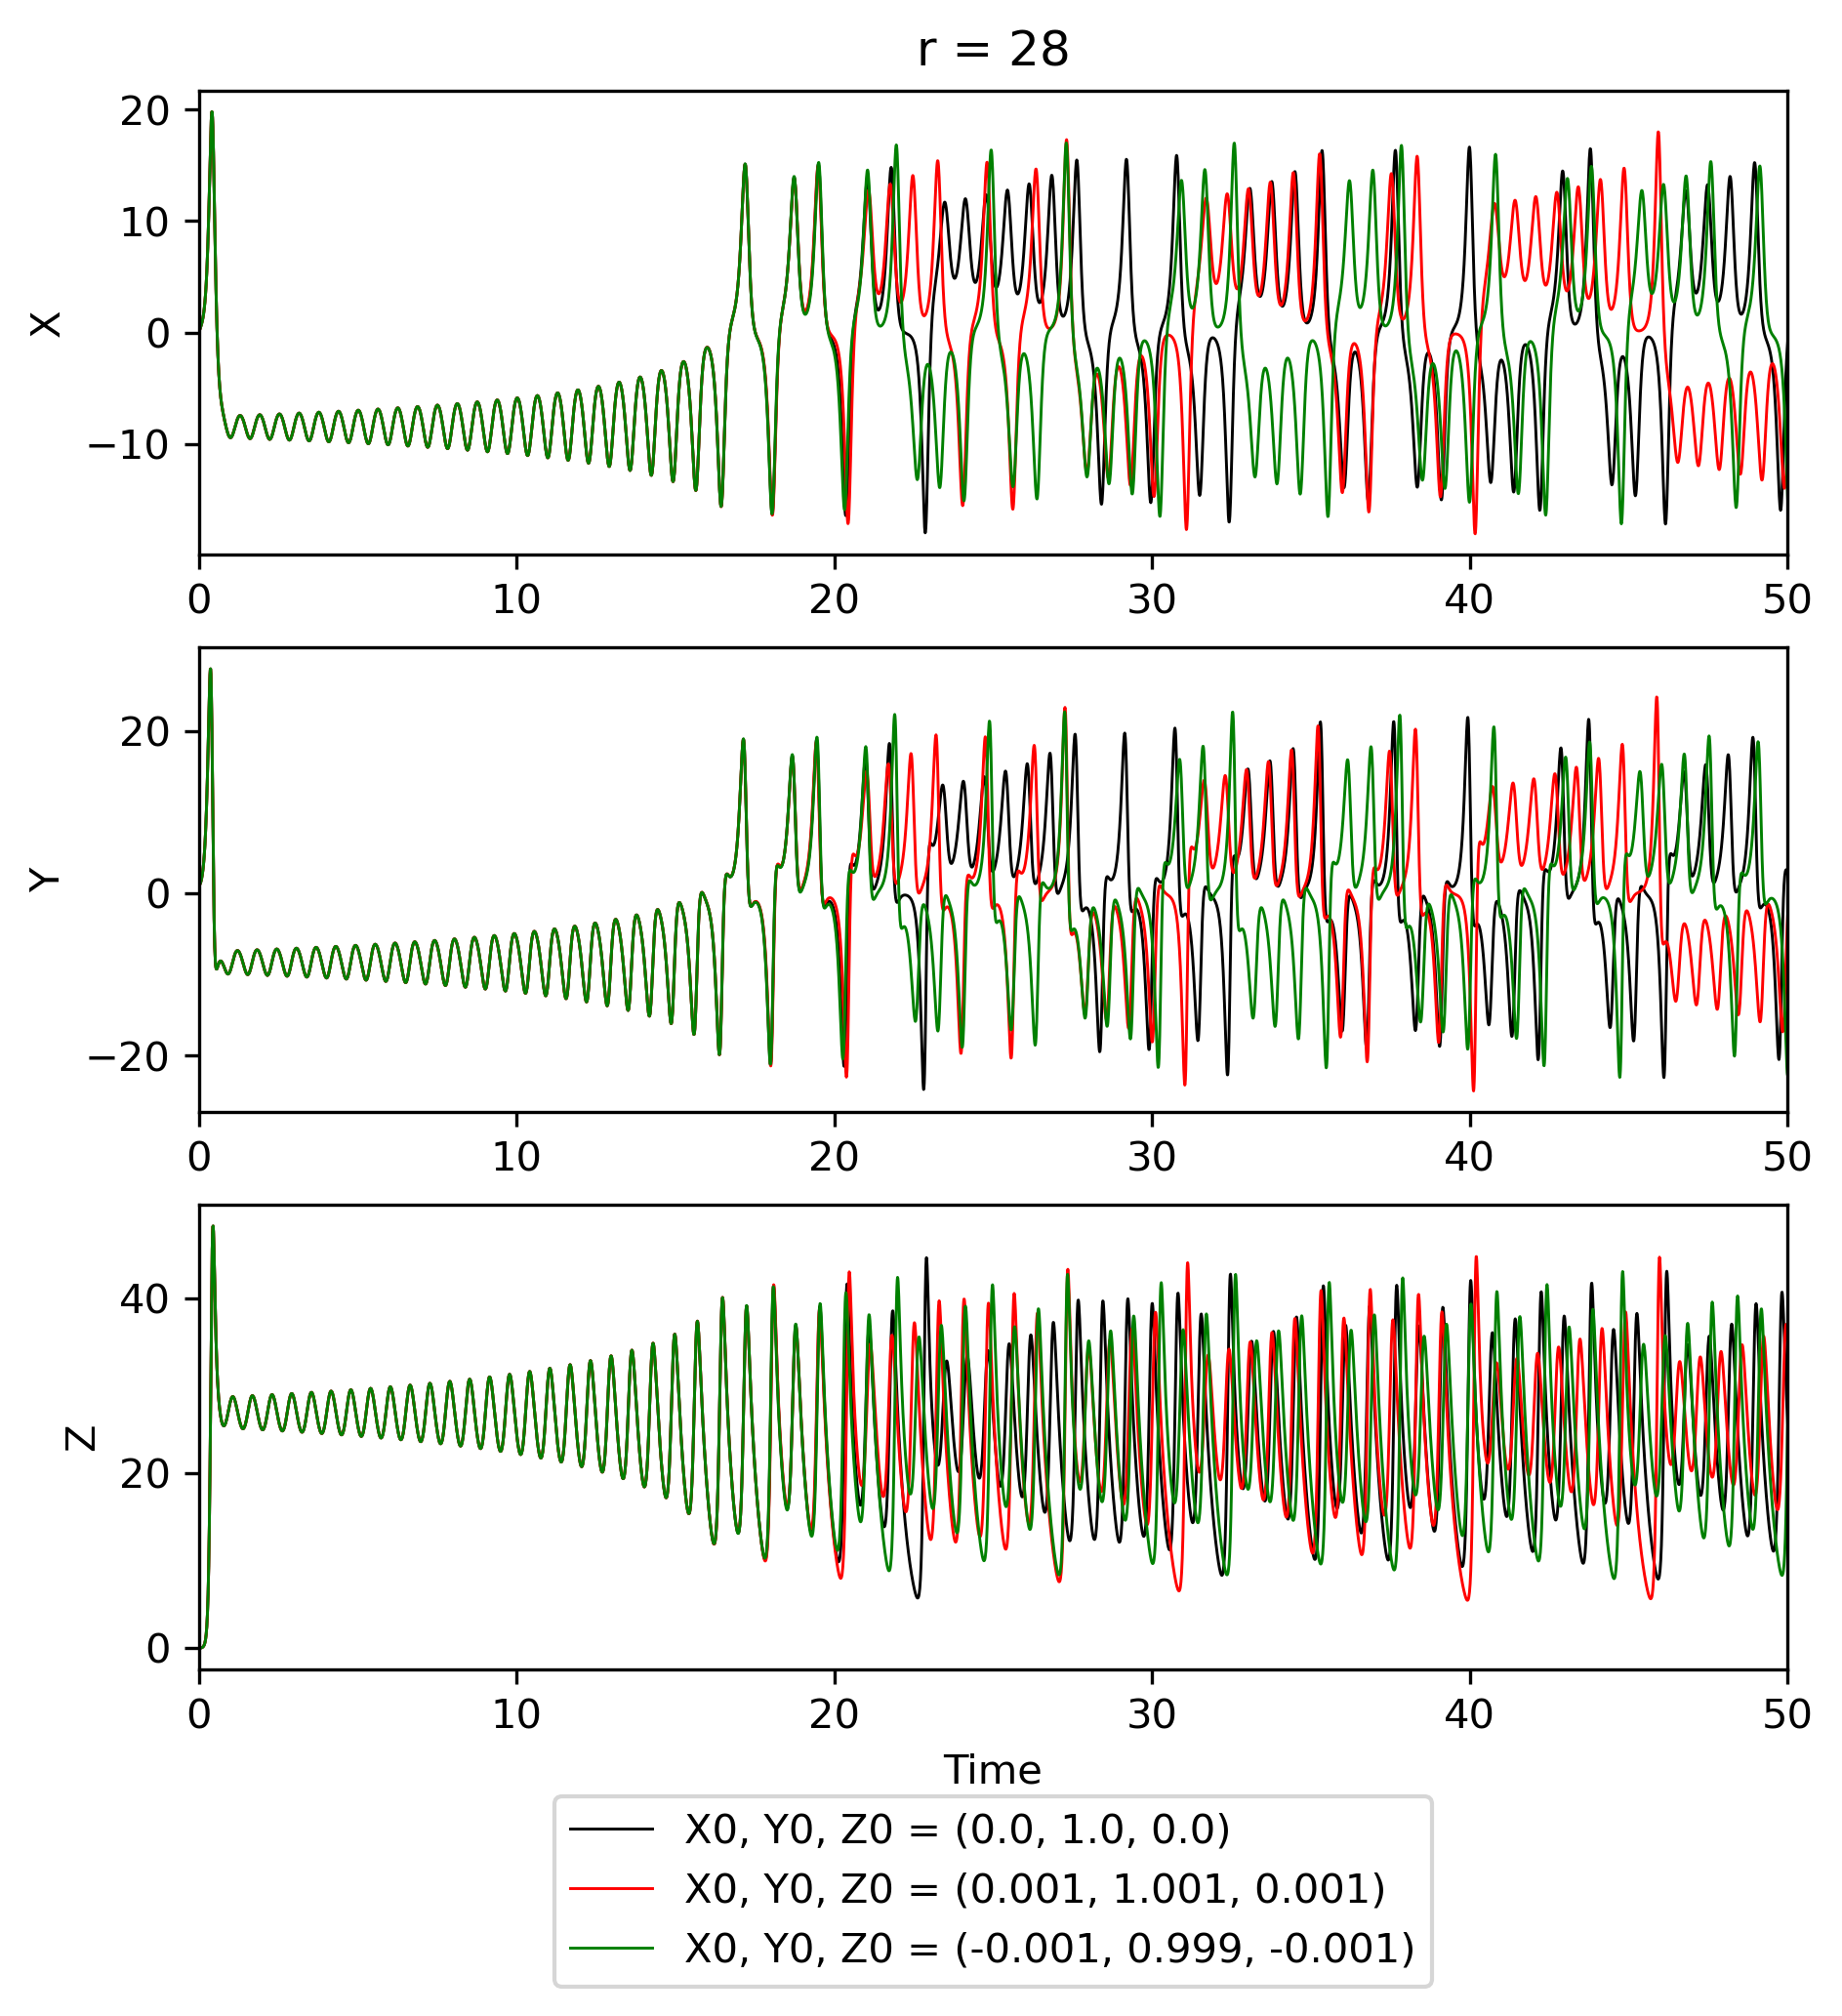 r = 28
20
10
0
−10
X
0 10 20 30 40 50
20
0
−20
Y
0 10 20 30 40 50
40
20
0
Z
0 10 20 30 40 50
Time
X0, Y0, Z0 = (0.0, 1.0, 0.0)
X0, Y0, Z0 = (0.001, 1.001, 0.001)
X0, Y0, Z0 = (-0.001, 0.999, -0.001)